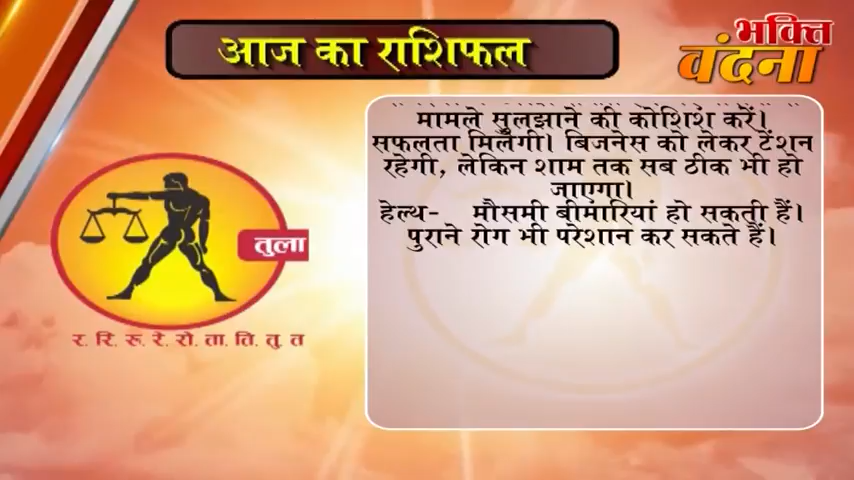 आज का राशिफल
भक्ति
वंदना
मामले सुलझाने की कोशिश करें।
सफलता मिलेगी। बिजनेस को लेकर टेंशन
रहेगी, लेकिन शाम तक सब ठीक भी हो
जाएगा।
हेल्थ- मौसमी बीमारियां हो सकती हैं।
पुराने रोग भी परेशान कर सकते हैं।
तुला
र. रि. रू. रे. रो. ता. ति. तु. त